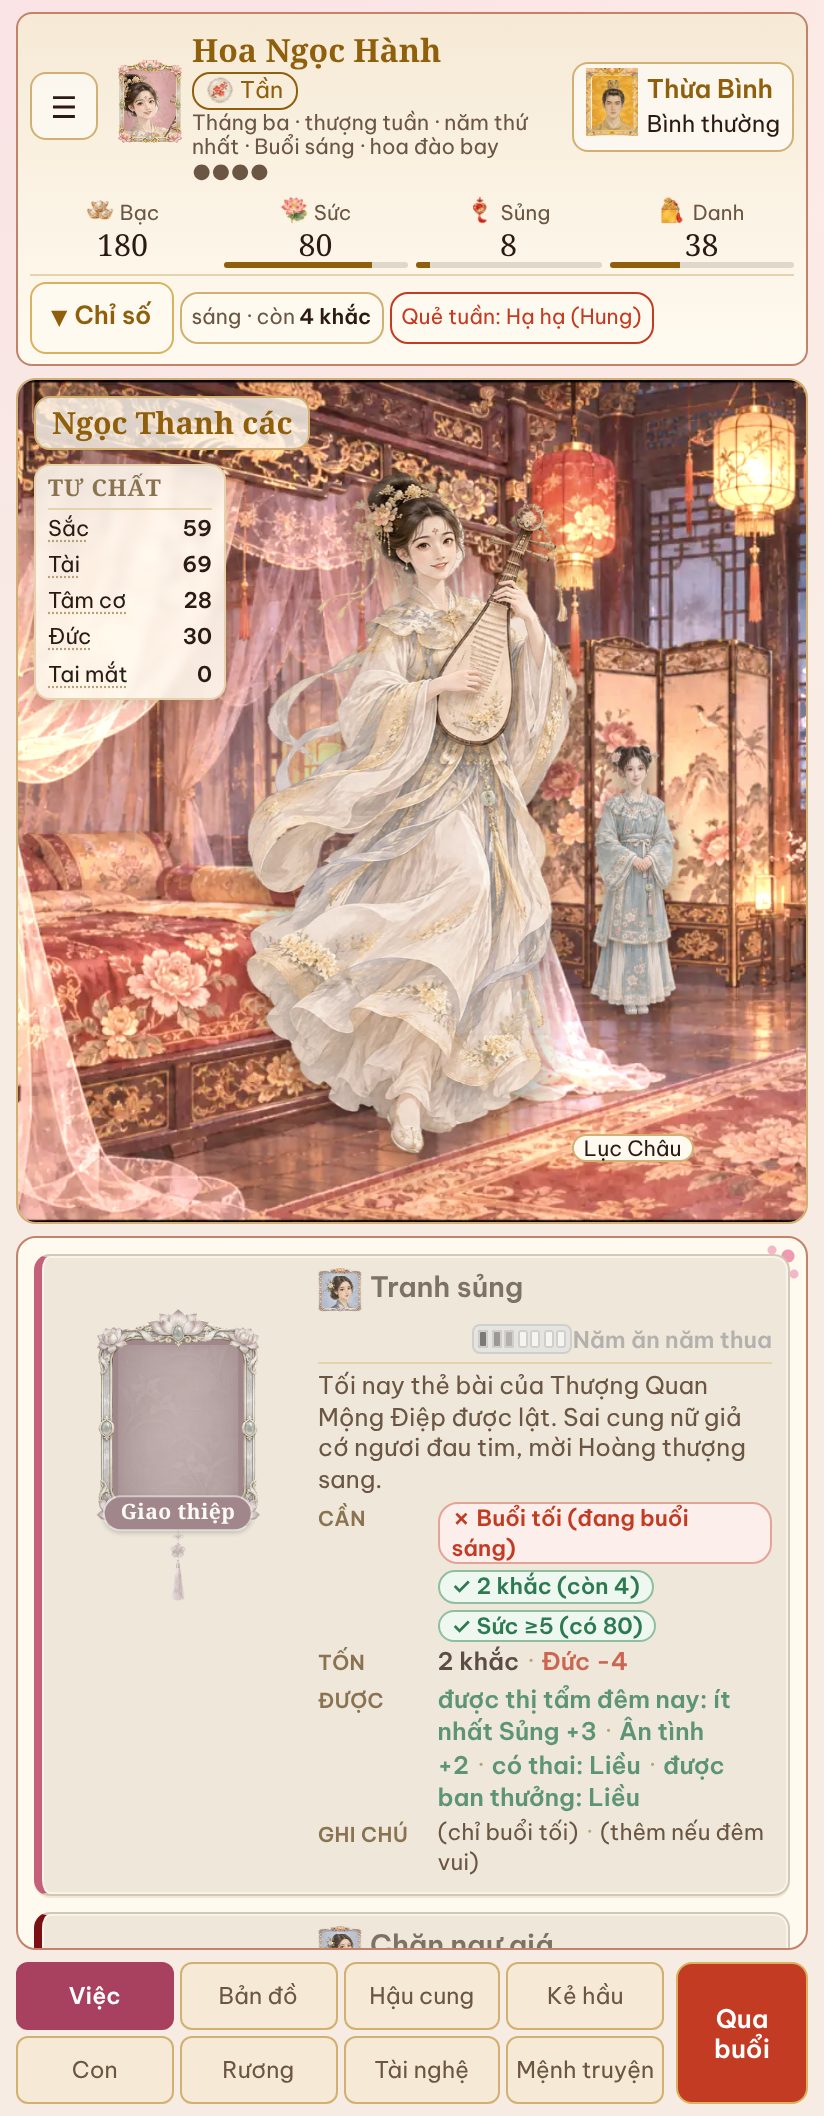 ☰
Hoa Ngọc Hành
Tần
Tháng ba · thượng tuần · năm thứ
nhất · Buổi sáng · hoa đào bay
●●●●
Thừa Bình
Bình thường
Bạc
180
Sức
80
Sủng
8
Danh
38
▼ Chỉ số
sáng · còn 4 khắc
Quẻ tuần: Hạ hạ (Hung)
Ngọc Thanh các
TƯ CHẤT
Sắc 59
Tài 69
Tâm cơ 28
Đức 30
Tai mắt 0
Lục Châu
Tranh sủng
Năm ăn năm thua
Tối nay thẻ bài của Thượng Quan
Mộng Điệp được lật. Sai cung nữ giả
cớ ngươi đau tim, mời Hoàng thượng
sang.
Giao thiệp
CẦN
× Buổi tối (đang buổi
sáng)
✓ 2 khắc (còn 4)
✓ Sức ≥5 (có 80)
TỐN
2 khắc · Đức -4
ĐƯỢC
được thị tẩm đêm nay: ít
nhất Sủng +3 · Ân tình
+2 · có thai: Liều · được
ban thưởng: Liều
GHI CHÚ
(chỉ buổi tối) · (thêm nếu đêm
vui)
Chặn ngự giá
Việc
Bản đồ
Hậu cung
Kẻ hầu
Qua
buổi
Con
Rương
Tài nghệ
Mệnh truyện